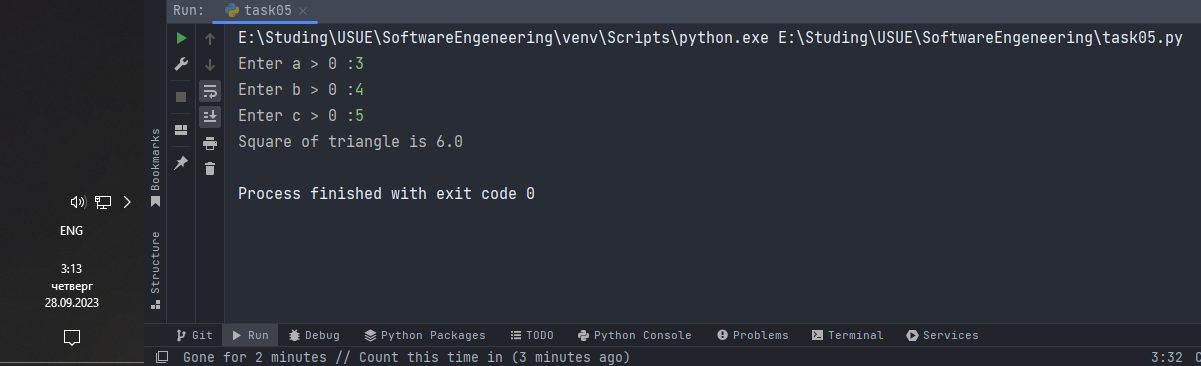 Run: task05
E:\Studing\USUE\SoftwareEngeneering\venv\Scripts\python.exe E:\Studing\USUE\SoftwareEngeneering\task05.py
Enter a > 0 :3
Enter b > 0 :4
Enter c > 0 :5
Square of triangle is 6.0
Process finished with exit code 0
Bookmarks
Structure
ENG
3:13
четверг
28.09.2023
Git Run Debug Python Packages TODO Python Console Problems Terminal Services
Gone for 2 minutes // Count this time in (3 minutes ago) 3:32